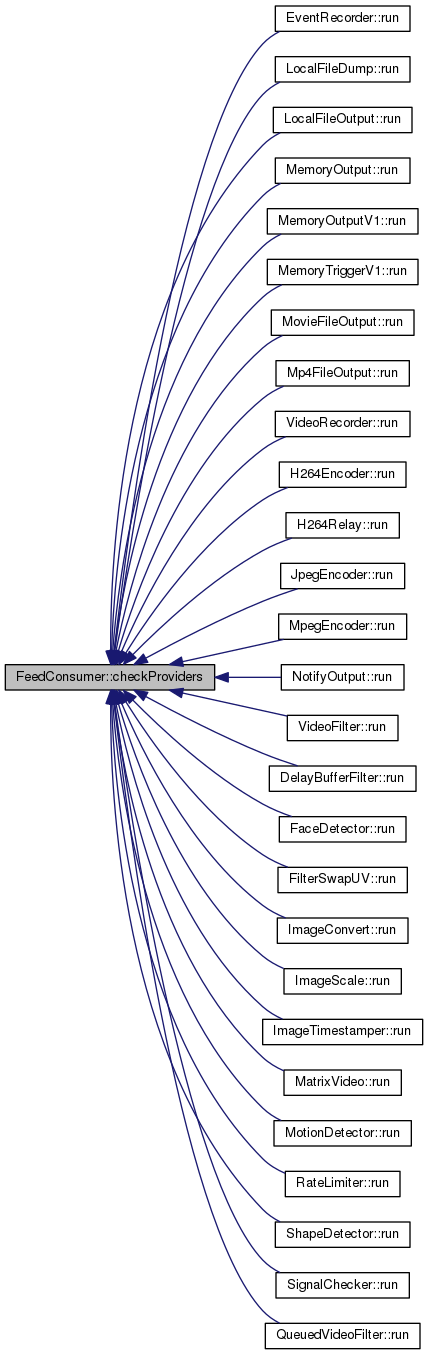 EventRecorder::run
LocalFileDump::run
LocalFileOutput::run
MemoryOutput::run
MemoryOutputV1::run
MemoryTriggerV1::run
MovieFileOutput::run
Mp4FileOutput::run
VideoRecorder::run
H264Encoder::run
H264Relay::run
JpegEncoder::run
MpegEncoder::run
FeedConsumer::checkProviders
NotifyOutput::run
VideoFilter::run
DelayBufferFilter::run
FaceDetector::run
FilterSwapUV::run
ImageConvert::run
ImageScale::run
ImageTimestamper::run
MatrixVideo::run
MotionDetector::run
RateLimiter::run
ShapeDetector::run
SignalChecker::run
QueuedVideoFilter::run